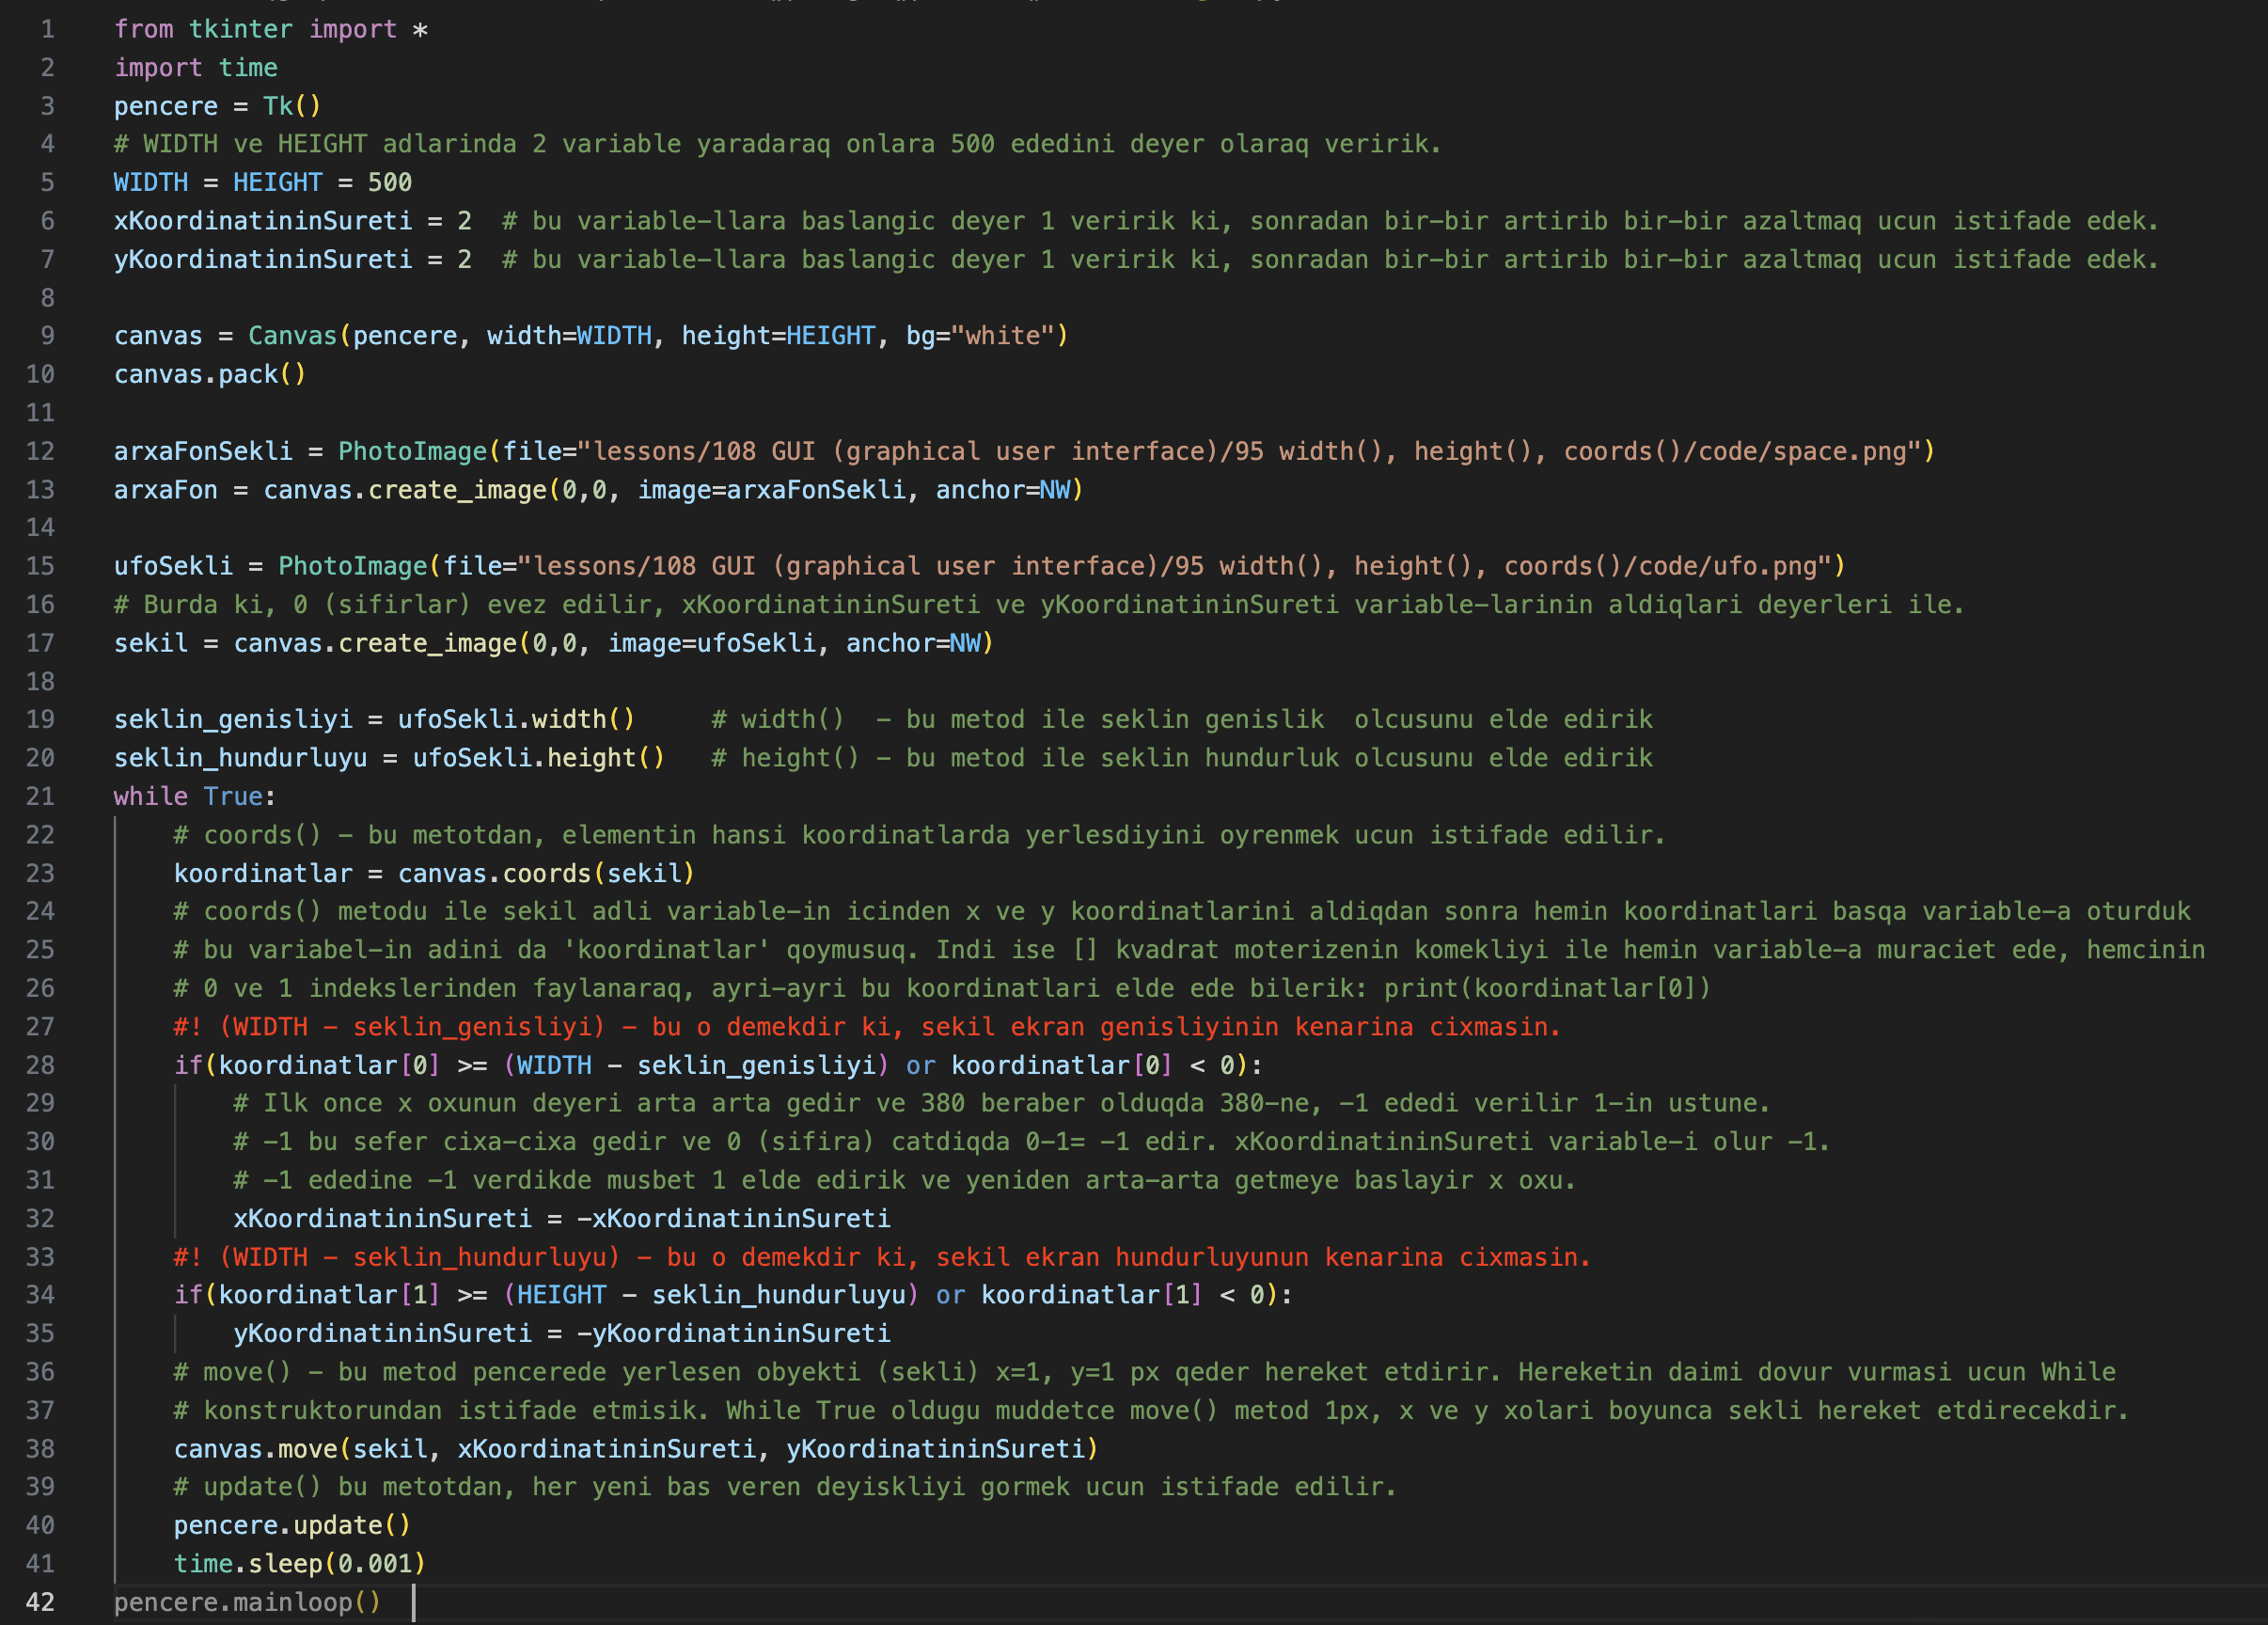 1 from tkinter import *
2 import time
3 pencere = Tk()
4 # WIDTH ve HEIGHT adlarinda 2 variable yaradaraq onlara 500 ededini deyer olaraq veririk.
5 WIDTH = HEIGHT = 500
6 xKoordinatininSureti = 2  # bu variable-llara baslangic deyer 1 veririk ki, sonradan bir-bir artirib bir-bir azaltmaq ucun istifade edek.
7 yKoordinatininSureti = 2  # bu variable-llara baslangic deyer 1 veririk ki, sonradan bir-bir artirib bir-bir azaltmaq ucun istifade edek.
8
9 canvas = Canvas(pencere, width=WIDTH, height=HEIGHT, bg="white")
10 canvas.pack()
11
12 arxaFonSekli = PhotoImage(file="lessons/108 GUI (graphical user interface)/95 width(), height(), coords()/code/space.png")
13 arxaFon = canvas.create_image(0,0, image=arxaFonSekli, anchor=NW)
14
15 ufoSekli = PhotoImage(file="lessons/108 GUI (graphical user interface)/95 width(), height(), coords()/code/ufo.png")
16 # Burda ki, 0 (sifirlar) evez edilir, xKoordinatininSureti ve yKoordinatininSureti variable-larinin aldiqlari deyerleri ile.
17 sekil = canvas.create_image(0,0, image=ufoSekli, anchor=NW)
18
19 seklin_genisliyi = ufoSekli.width()     # width()  - bu metod ile seklin genislik  olcusunu elde edirik
20 seklin_hundurluyu = ufoSekli.height()   # height() - bu metod ile seklin hundurluk olcusunu elde edirik
21 while True:
22     # coords() - bu metotdan, elementin hansi koordinatlarda yerlesdiyini oyrenmek ucun istifade edilir.
23     koordinatlar = canvas.coords(sekil)
24     # coords() metodu ile sekil adli variable-in icinden x ve y koordinatlarini aldiqdan sonra hemin koordinatlari basqa variable-a oturduk
25     # bu variabel-in adini da 'koordinatlar' qoymusuq. Indi ise [] kvadrat moterizenin komekliyi ile hemin variable-a muraciet ede, hemcinin
26     # 0 ve 1 indekslerinden faylanaraq, ayri-ayri bu koordinatlari elde ede bilerik: print(koordinatlar[0])
27     #! (WIDTH - seklin_genisliyi) - bu o demekdir ki, sekil ekran genisliyinin kenarina cixmasin.
28     if(koordinatlar[0] >= (WIDTH - seklin_genisliyi) or koordinatlar[0] < 0):
29         # Ilk once x oxunun deyeri arta arta gedir ve 380 beraber olduqda 380-ne, -1 ededi verilir 1-in ustune.
30         # -1 bu sefer cixa-cixa gedir ve 0 (sifira) catdiqda 0-1= -1 edir. xKoordinatininSureti variable-i olur -1.
31         # -1 ededine -1 verdikde musbet 1 elde edirik ve yeniden arta-arta getmeye baslayir x oxu.
32         xKoordinatininSureti = -xKoordinatininSureti
33     #! (WIDTH - seklin_hundurluyu) - bu o demekdir ki, sekil ekran hundurluyunun kenarina cixmasin.
34     if(koordinatlar[1] >= (HEIGHT - seklin_hundurluyu) or koordinatlar[1] < 0):
35         yKoordinatininSureti = -yKoordinatininSureti
36     # move() - bu metod pencerede yerlesen obyekti (sekli) x=1, y=1 px qeder hereket etdirir. Hereketin daimi dovur vurmasi ucun While
37     # konstruktorundan istifade etmisik. While True oldugu muddetce move() metod 1px, x ve y xolari boyunca sekli hereket etdirecekdir.
38     canvas.move(sekil, xKoordinatininSureti, yKoordinatininSureti)
39     # update() bu metotdan, her yeni bas veren deyiskliyi gormek ucun istifade edilir.
40     pencere.update()
41     time.sleep(0.001)
42 pencere.mainloop()